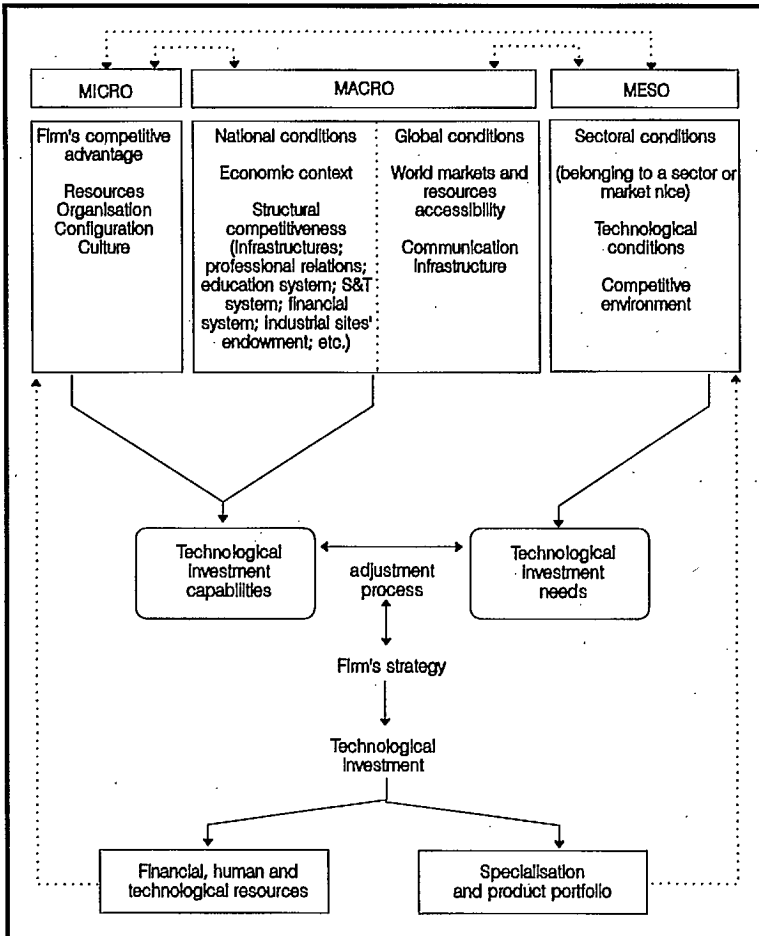 MICRO
MACRO
MESO
Firm's competitive
advantage
Resources
Organisation
Configuration
Culture
National conditions
Economic context
Structural
competitiveness
(infrastructures;
professional relations;
education system; S&T
system; financial
system; industrial sites'
endowment; etc.)
Global conditions
World markets and
resources
accessibility
Communication
infrastructure
Sectoral conditions
(belonging to a sector or
market nice)
Technological
conditions
Competitive
environment
Technological
investment
capabilities
adjustment
process
Technological
investment
needs
Firm's strategy
Technological
investment
Financial, human and
technological resources
Specialisation
and product portfolio